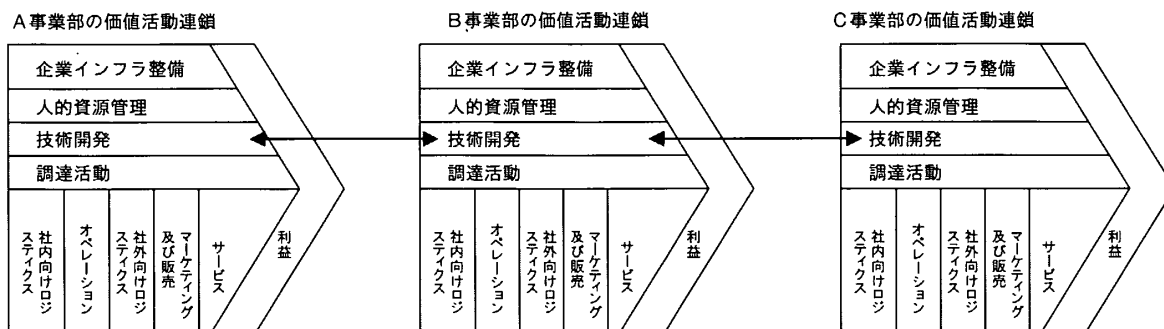 A事業部の価値活動連鎖
企業インフラ整備
人的資源管理
技術開発
調達活動
社内向けロジ
スティクス
オペレーション
社外向けロジ
スティクス
マーケティング
及び販売
サービス
利益
B事業部の価値活動連鎖
企業インフラ整備
人的資源管理
技術開発
調達活動
社内向けロジ
スティクス
オペレーション
社外向けロジ
スティクス
マーケティング
及び販売
サービス
利益
C事業部の価値活動連鎖
企業インフラ整備
人的資源管理
技術開発
調達活動
社内向けロジ
スティクス
オペレーション
社外向けロジ
スティクス
マーケティング
及び販売
サービス
利益